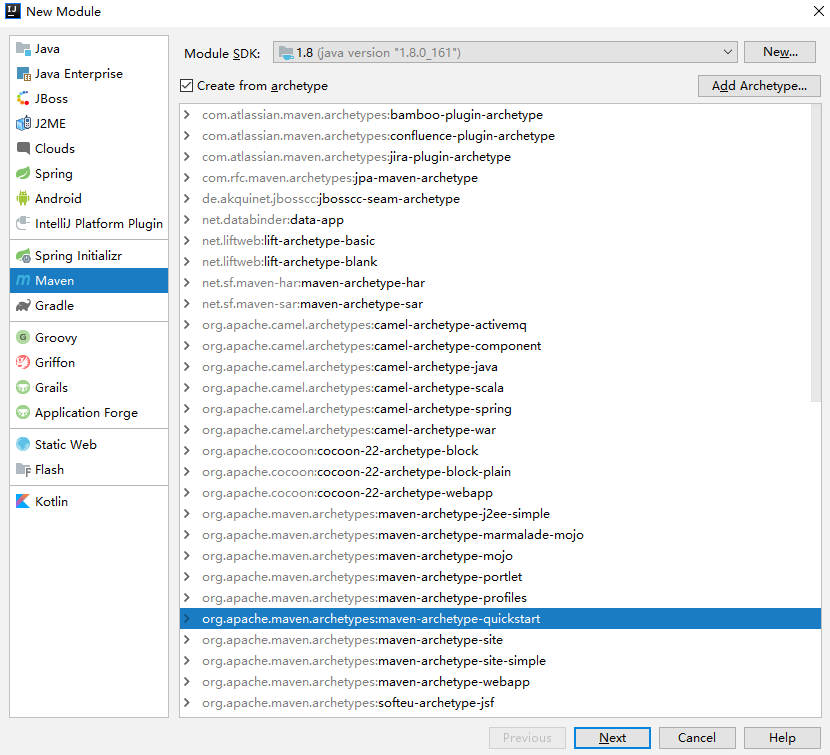 New Module
Java
Java Enterprise
JBoss
J2ME
Clouds
Spring
Android
IntelliJ Platform Plugin
Spring Initializr
Maven
Gradle
Groovy
Griffon
Grails
Application Forge
Static Web
Flash
Kotlin
Module SDK: 1.8 (java version "1.8.0_161") New...
Create from archetype Add Archetype...
com.atlassian.maven.archetypes:bamboo-plugin-archetype
com.atlassian.maven.archetypes:confluence-plugin-archetype
com.atlassian.maven.archetypes:jira-plugin-archetype
com.rfc.maven.archetypes:jpa-maven-archetype
de.akquinet.jbosscc:jbosscc-seam-archetype
net.databinder:data-app
net.liftweb:lift-archetype-basic
net.liftweb:lift-archetype-blank
net.sf.maven-har:maven-archetype-har
net.sf.maven-sar:maven-archetype-sar
org.apache.camel.archetypes:camel-archetype-activemq
org.apache.camel.archetypes:camel-archetype-component
org.apache.camel.archetypes:camel-archetype-java
org.apache.camel.archetypes:camel-archetype-scala
org.apache.camel.archetypes:camel-archetype-spring
org.apache.camel.archetypes:camel-archetype-war
org.apache.cocoon:cocoon-22-archetype-block
org.apache.cocoon:cocoon-22-archetype-block-plain
org.apache.cocoon:cocoon-22-archetype-webapp
org.apache.maven.archetypes:maven-archetype-j2ee-simple
org.apache.maven.archetypes:maven-archetype-marmalade-mojo
org.apache.maven.archetypes:maven-archetype-mojo
org.apache.maven.archetypes:maven-archetype-portlet
org.apache.maven.archetypes:maven-archetype-profiles
org.apache.maven.archetypes:maven-archetype-quickstart
org.apache.maven.archetypes:maven-archetype-site
org.apache.maven.archetypes:maven-archetype-site-simple
org.apache.maven.archetypes:maven-archetype-webapp
org.apache.maven.archetypes:softeu-archetype-jsf
Previous Next Cancel Help